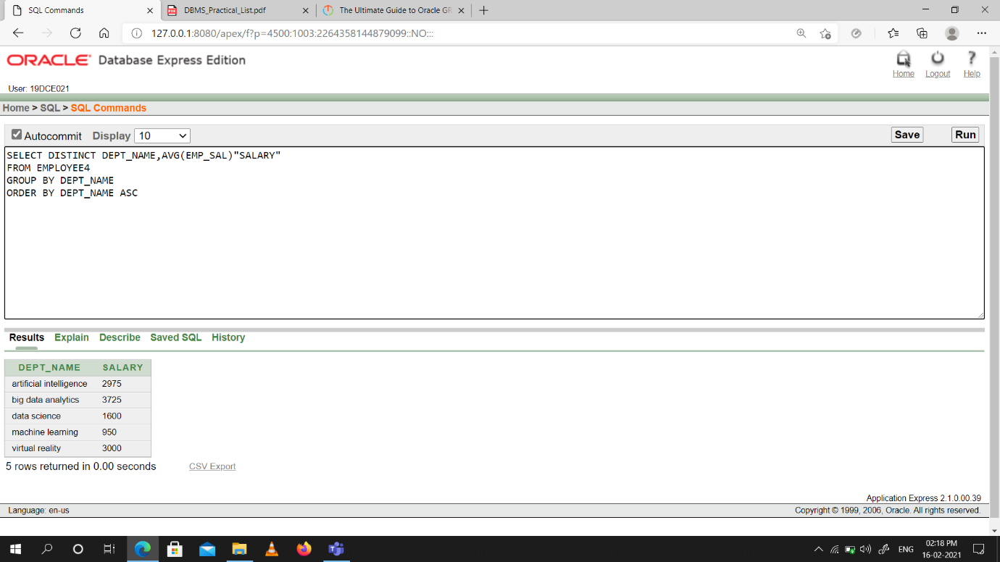 SQL Commands
DBMS_Practical_List.pdf
The Ultimate Guide to Oracle GR
127.0.0.1:8080/apex/f?p=4500:1003:2264358144879099::NO:::
ORACLE Database Express Edition
Home Logout Help
User: 19DCE021
Home > SQL > SQL Commands
Autocommit Display 10 Save Run
SELECT DISTINCT DEPT_NAME,AVG(EMP_SAL)"SALARY"
FROM EMPLOYEE4
GROUP BY DEPT_NAME
ORDER BY DEPT_NAME ASC
Results Explain Describe Saved SQL History
DEPT_NAME SALARY
artificial intelligence 2975
big data analytics 3725
data science 1600
machine learning 950
virtual reality 3000
5 rows returned in 0.00 seconds CSV Export
Application Express 2.1.0.00.39
Language: en-us Copyright © 1999, 2006, Oracle. All rights reserved.
ENG
02:18 PM
16-02-2021